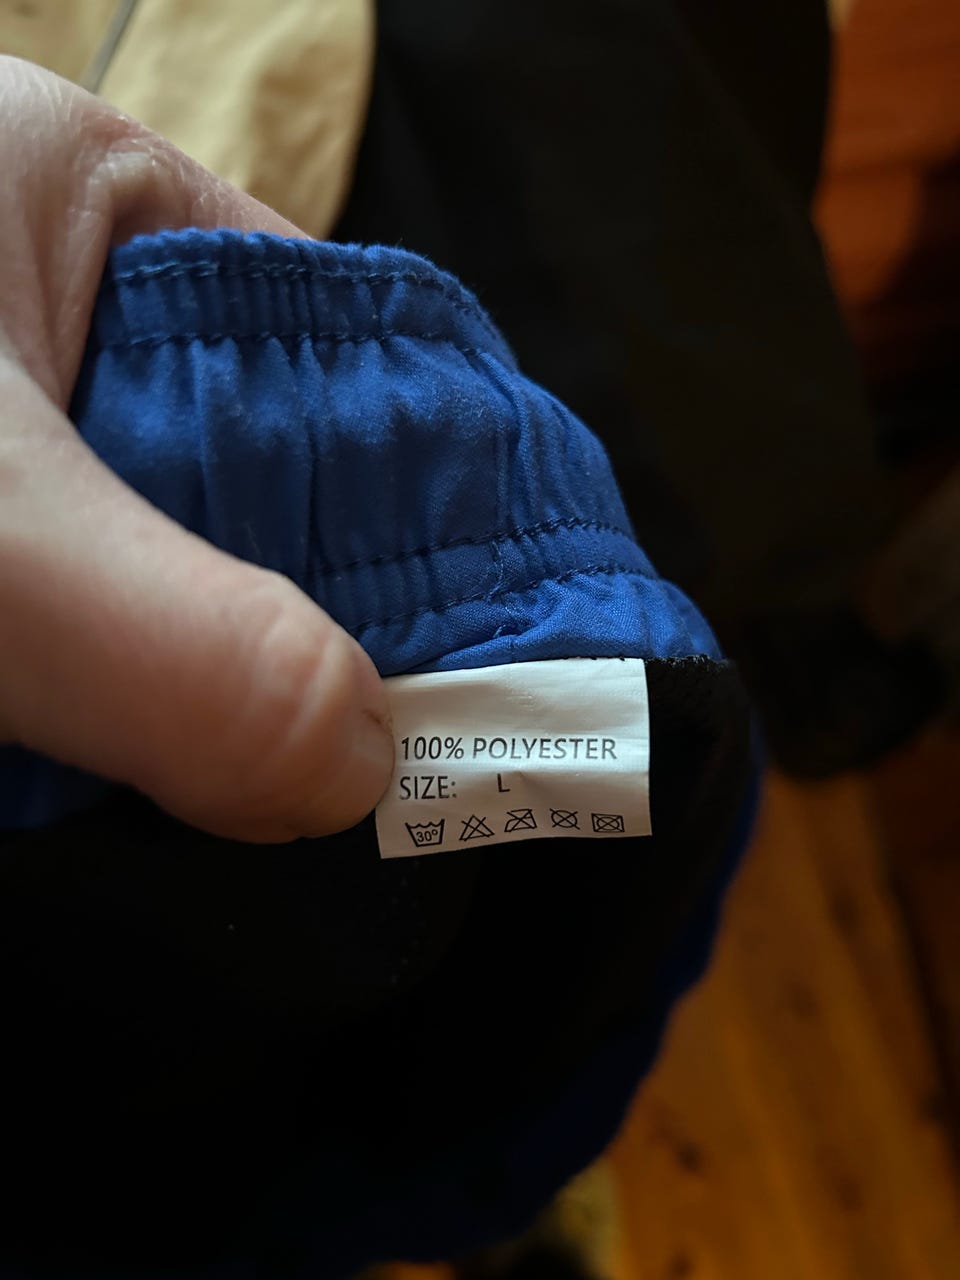 100% POLYESTER
SIZE: L
30°